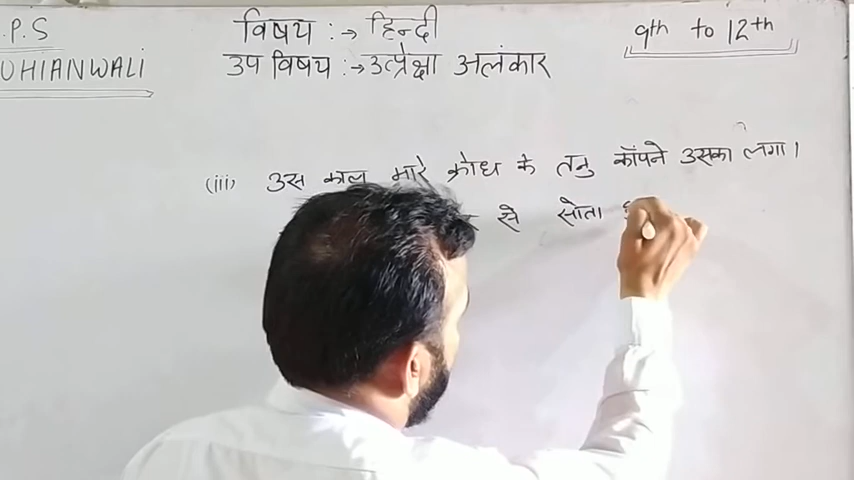 .P.S
विषय :→ हिन्दी
9th to 12th
UHIANWALI
उप विषय :→ उत्प्रेक्षा अलंकार
(iii) उस काल मारे क्रोध के तनु काँपने उसका लगा।
से सोता